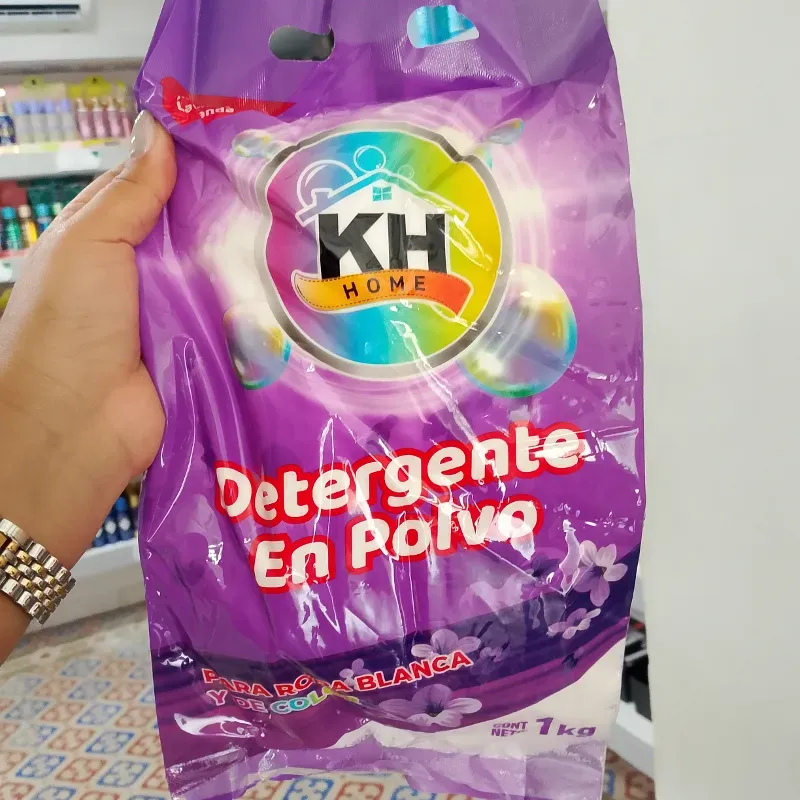 KH
HOME
Detergente
En Polvo
PARA ROPA BLANCA
Y DE COLOR
CONT
NETO 1kg